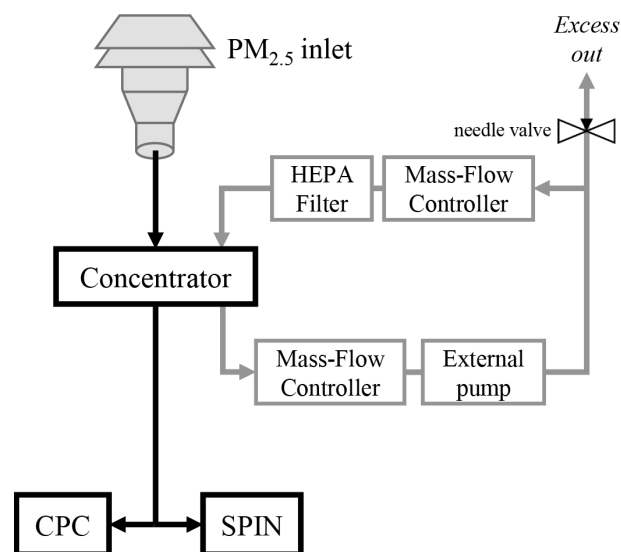 PM2.5 inlet
Excess
out
needle valve
HEPA
Filter
Mass-Flow
Controller
Concentrator
Mass-Flow
Controller
External
pump
CPC
SPIN